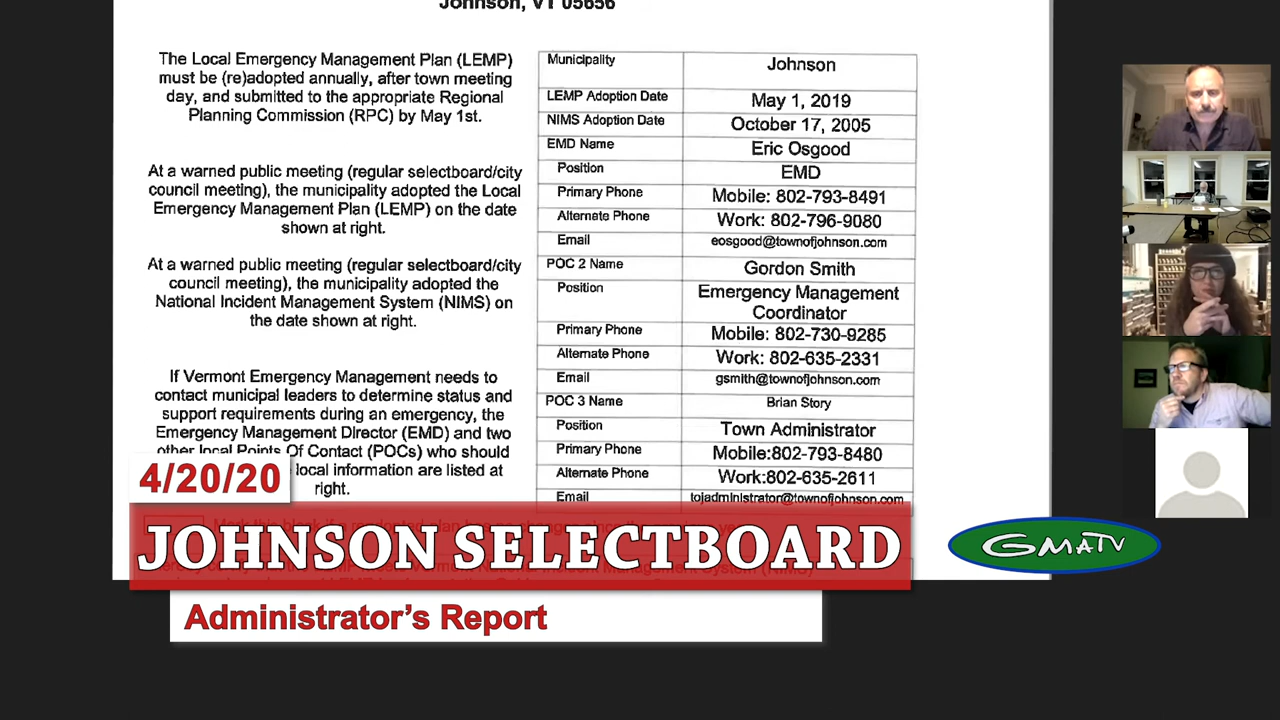 Johnson, VT 05656
The Local Emergency Management Plan (LEMP)
must be (re)adopted annually, after town meeting
day, and submitted to the appropriate Regional
Planning Commission (RPC) by May 1st.
At a warned public meeting (regular selectboard/city
council meeting), the municipality adopted the Local
Emergency Management Plan (LEMP) on the date
shown at right.
At a warned public meeting (regular selectboard/city
council meeting), the municipality adopted the
National Incident Management System (NIMS) on
the date shown at right.
If Vermont Emergency Management needs to
contact municipal leaders to determine status and
support requirements during an emergency, the
Emergency Management Director (EMD) and two
other local Points Of Contact (POCs) who should
local information are listed at
right.
Municipality Johnson
LEMP Adoption Date May 1, 2019
NIMS Adoption Date October 17, 2005
EMD Name Eric Osgood
Position EMD
Primary Phone Mobile: 802-793-8491
Alternate Phone Work: 802-796-9080
Email eosgood@townofjohnson.com
POC 2 Name Gordon Smith
Position Emergency Management
Coordinator
Primary Phone Mobile: 802-730-9285
Alternate Phone Work: 802-635-2331
Email gsmith@townofjohnson.com
POC 3 Name Brian Story
Position Town Administrator
Primary Phone Mobile:802-793-8480
Alternate Phone Work:802-635-2611
Email tojadministrator@townofjohnson.com
4/20/20
JOHNSON SELECTBOARD
Administrator's Report
GMATV